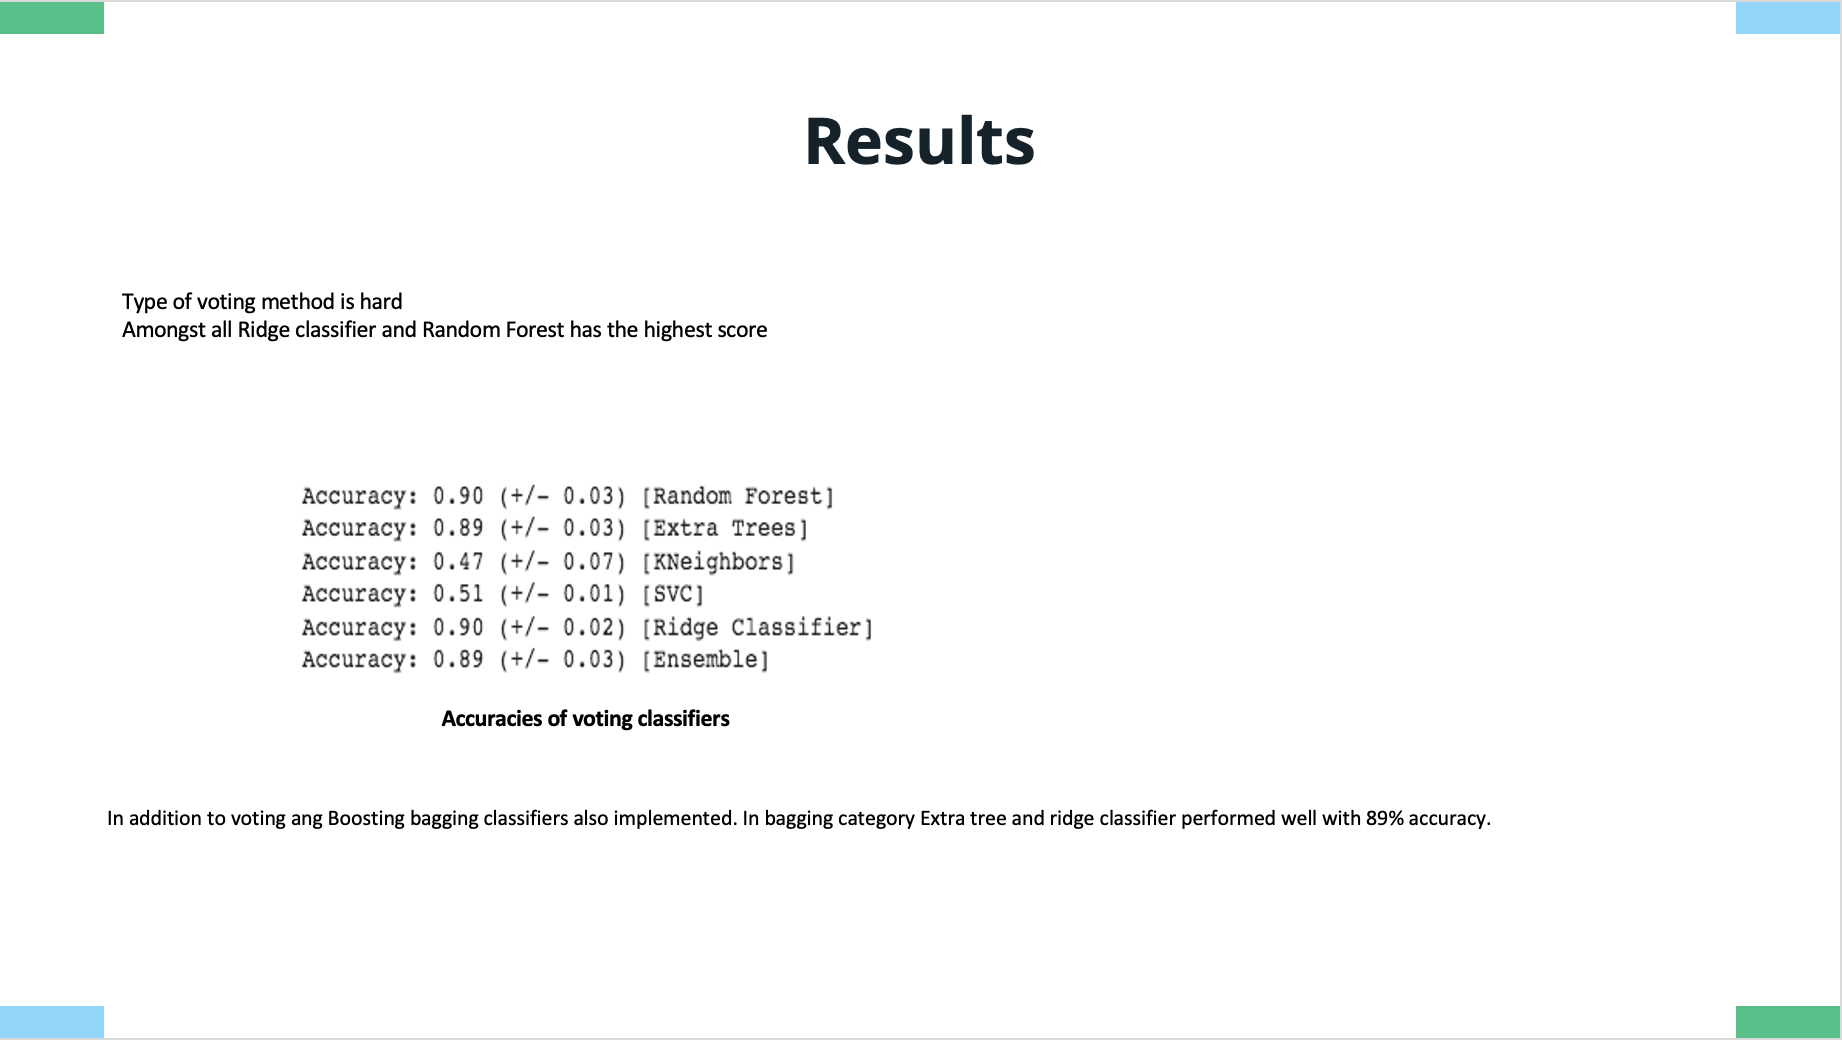 Results
Type of voting method is hard
Amongst all Ridge classifier and Random Forest has the highest score
Accuracy: 0.90 (+/- 0.03) [Random Forest]
Accuracy: 0.89 (+/- 0.03) [Extra Trees]
Accuracy: 0.47 (+/- 0.07) [KNeighbors]
Accuracy: 0.51 (+/- 0.01) [SVC]
Accuracy: 0.90 (+/- 0.02) [Ridge Classifier]
Accuracy: 0.89 (+/- 0.03) [Ensemble]
Accuracies of voting classifiers
In addition to voting ang Boosting bagging classifiers also implemented. In bagging category Extra tree and ridge classifier performed well with 89% accuracy.